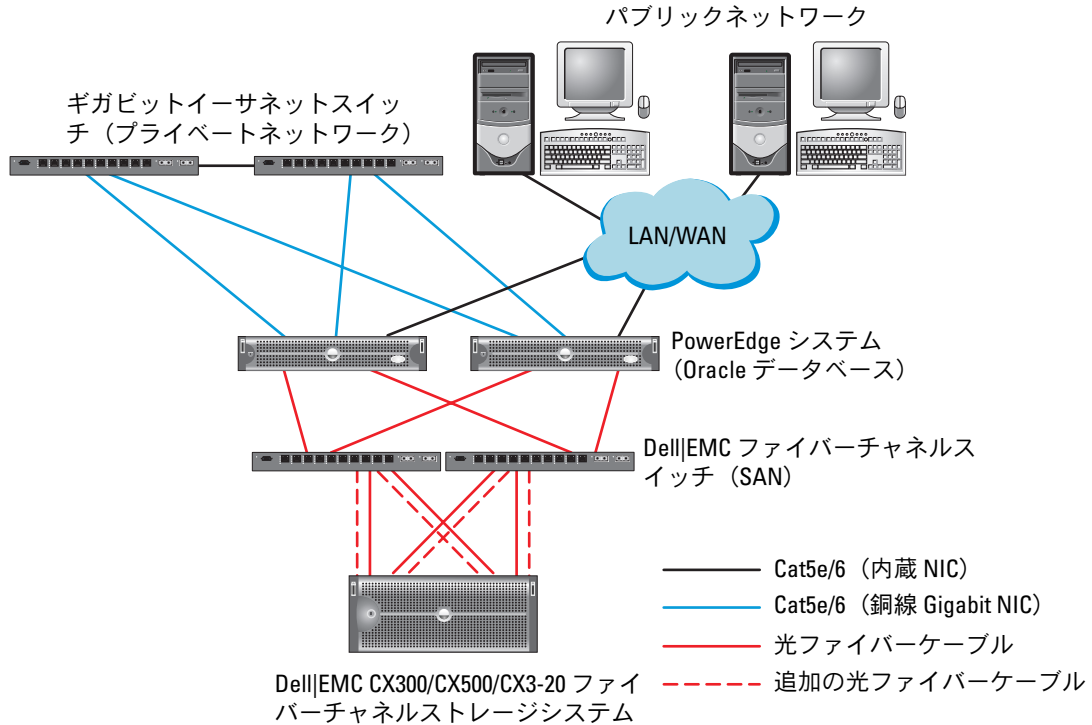 パブリックネットワーク
ギガビットイーサネットスイッ
チ（プライベートネットワーク）
LAN/WAN
PowerEdge システム
（Oracle データベース）
Dell|EMC ファイバーチャネルス
イッチ（SAN）
Cat5e/6（内蔵 NIC）
Cat5e/6（銅線 Gigabit NIC）
光ファイバーケーブル
追加の光ファイバーケーブル
Dell|EMC CX300/CX500/CX3-20 ファイ
バーチャネルストレージシステム